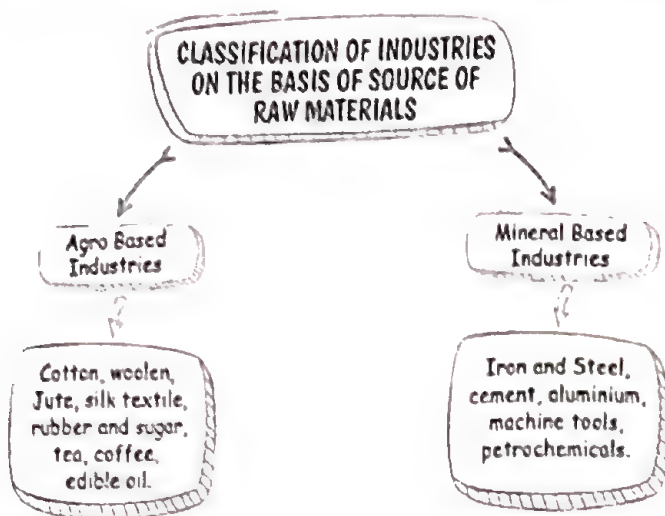 CLASSIFICATION OF INDUSTRIES
ON THE BASIS OF SOURCE OF
RAW MATERIALS
Agro Based
Industries
Mineral Based
Industries
Cotton, woolen,
Jute, silk textile,
rubber and sugar,
tea, coffee,
edible oil.
Iron and Steel,
cement, aluminium,
machine tools,
petrochemicals.